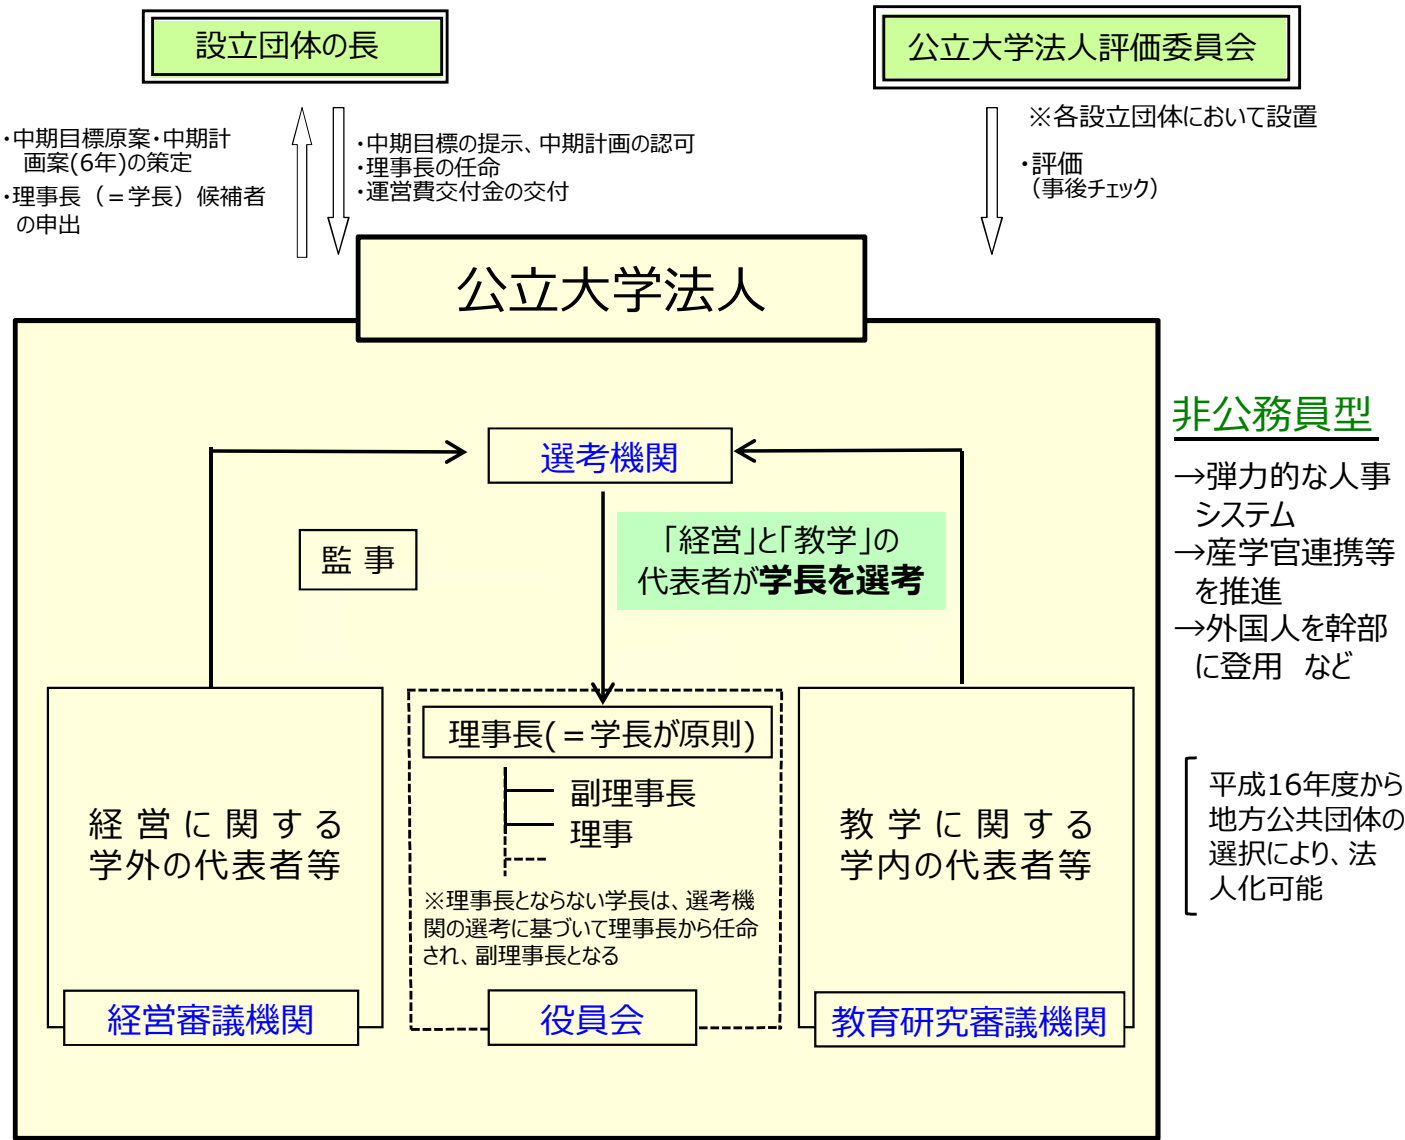 設立団体の長
公立大学法人評価委員会
・中期目標原案・中期計
画案(6年)の策定
・理事長（＝学長）候補者
の申出
・中期目標の提示、中期計画の認可
・理事長の任命
・運営費交付金の交付
※各設立団体において設置
・評価
（事後チェック）
公立大学法人
選考機関
監 事
「経営」と「教学」の
代表者が学長を選考
経 営 に 関 す る
学外の代表者等
経営審議機関
理事長(＝学長が原則)
副理事長
理事
※理事長とならない学長は、選考機
関の選考に基づいて理事長から任命
され、副理事長となる
役員会
教 学 に 関 す る
学内の代表者等
教育研究審議機関
非公務員型
→弾力的な人事
システム
→産学官連携等
を推進
→外国人を幹部
に登用　など
平成16年度から
地方公共団体の
選択により、法
人化可能